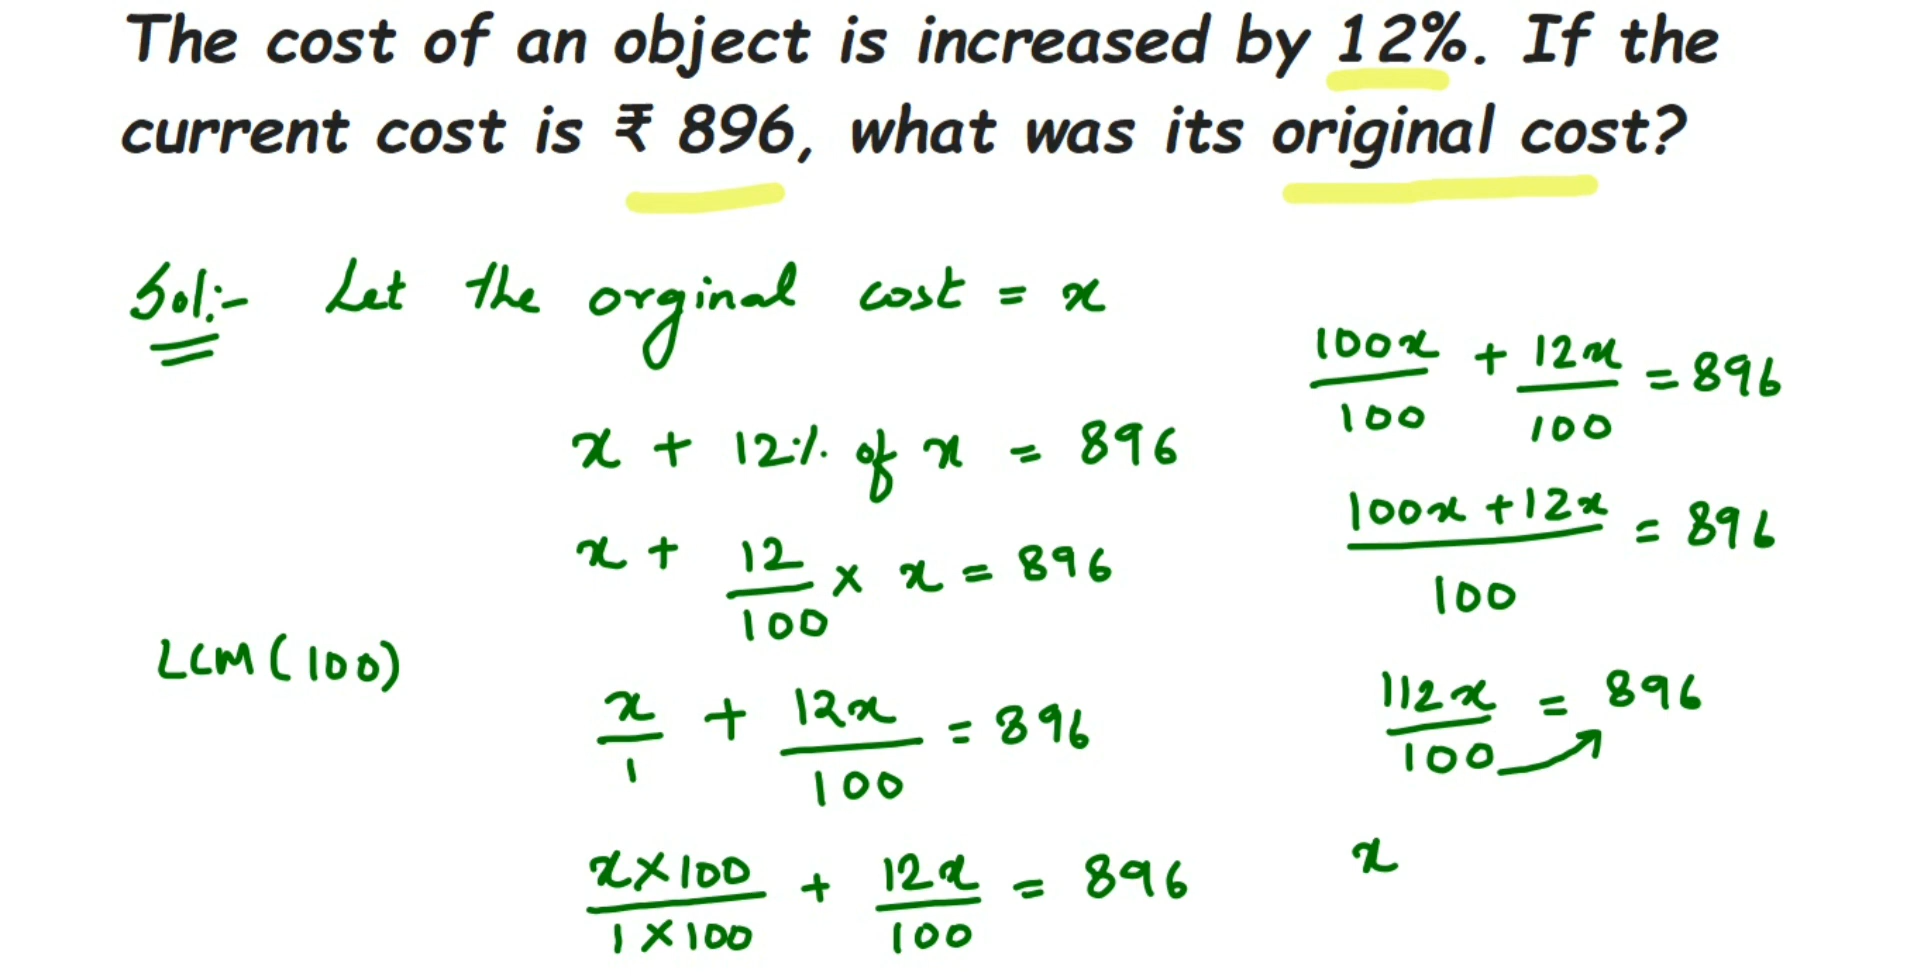 The cost of an object is increased by 12%. If the
current cost is ₹ 896, what was its original cost?
Sol:- Let the orginal cost = x
x + 12% of x = 896
x + 12/100 × x = 896
LCM (100)
x/1 + 12x/100 = 896
x×100/1×100 + 12x/100 = 896
100x/100 + 12x/100 = 896
100x + 12x/100 = 896
112x/100 = 896
x